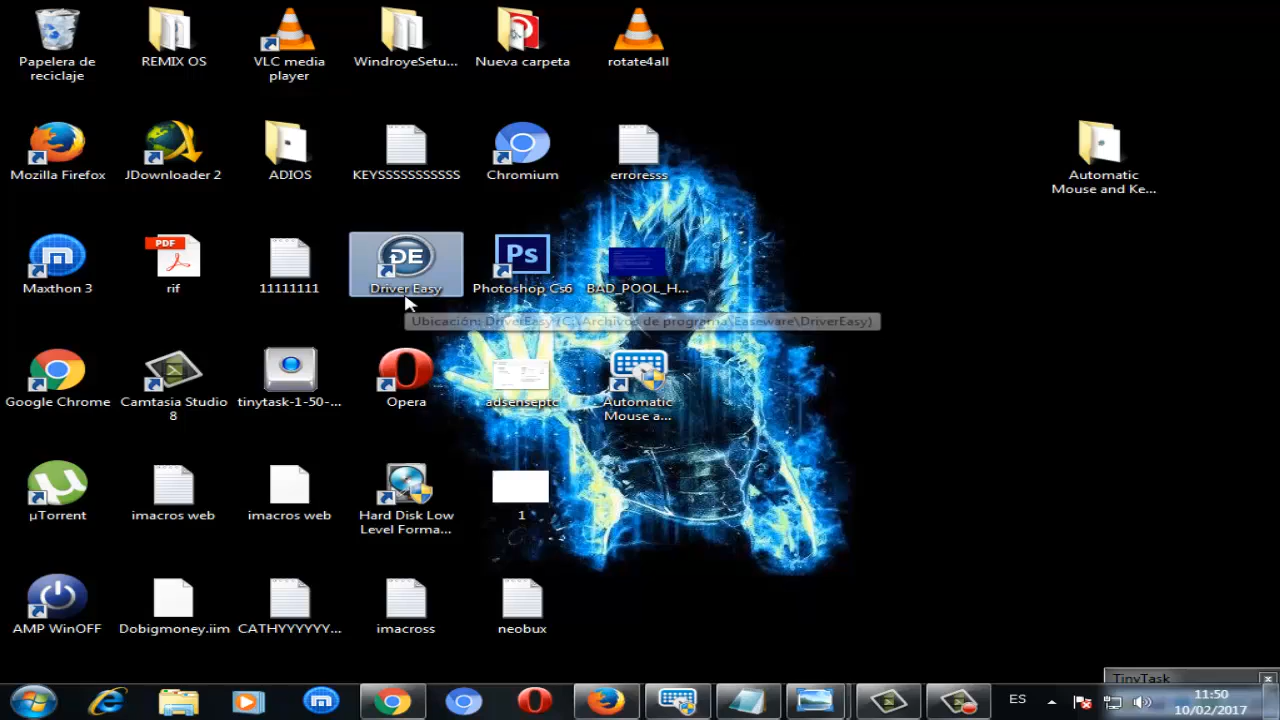 Papelera de
reciclaje
REMIX OS
VLC media
player
WindroyeSetu...
Nueva carpeta
rotate4all
Mozilla Firefox
JDownloader 2
ADIOS
KEYSSSSSSSSSS
Chromium
erroresss
Automatic
Mouse and Ke...
Maxthon 3
PDF
rif
11111111
DE
Driver Easy
Ps
Photoshop Cs6
BAD_POOL_H...
Ubicación: DriverEasy (C:\Archivos de programa\Easeware\DriverEasy)
Google Chrome
Camtasia Studio
8
tinytask-1-50-...
Opera
adsenseptc
Automatic
Mouse a...
µTorrent
imacros web
imacros web
Hard Disk Low
Level Forma...
1
AMP WinOFF
Dobigmoney.iim
CATHYYYYYY...
imacross
neobux
TinyTask
ES
11:50
10/02/2017